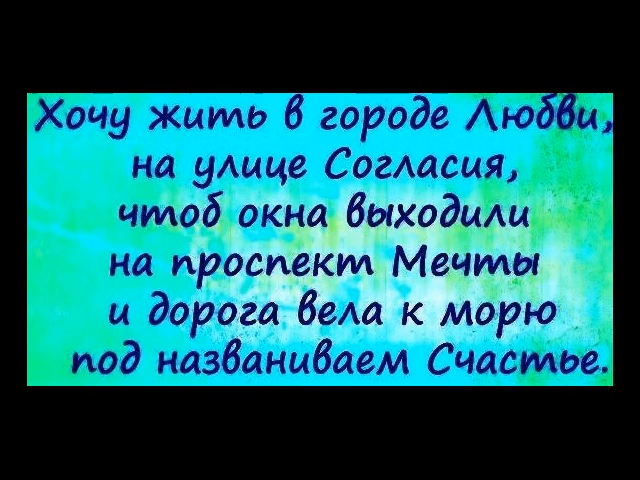 Хочу жить в городе Любви,
на улице Согласия,
чтоб окна выходили
на проспект Мечты
и дорога вела к морю
под названиваем Счастье.